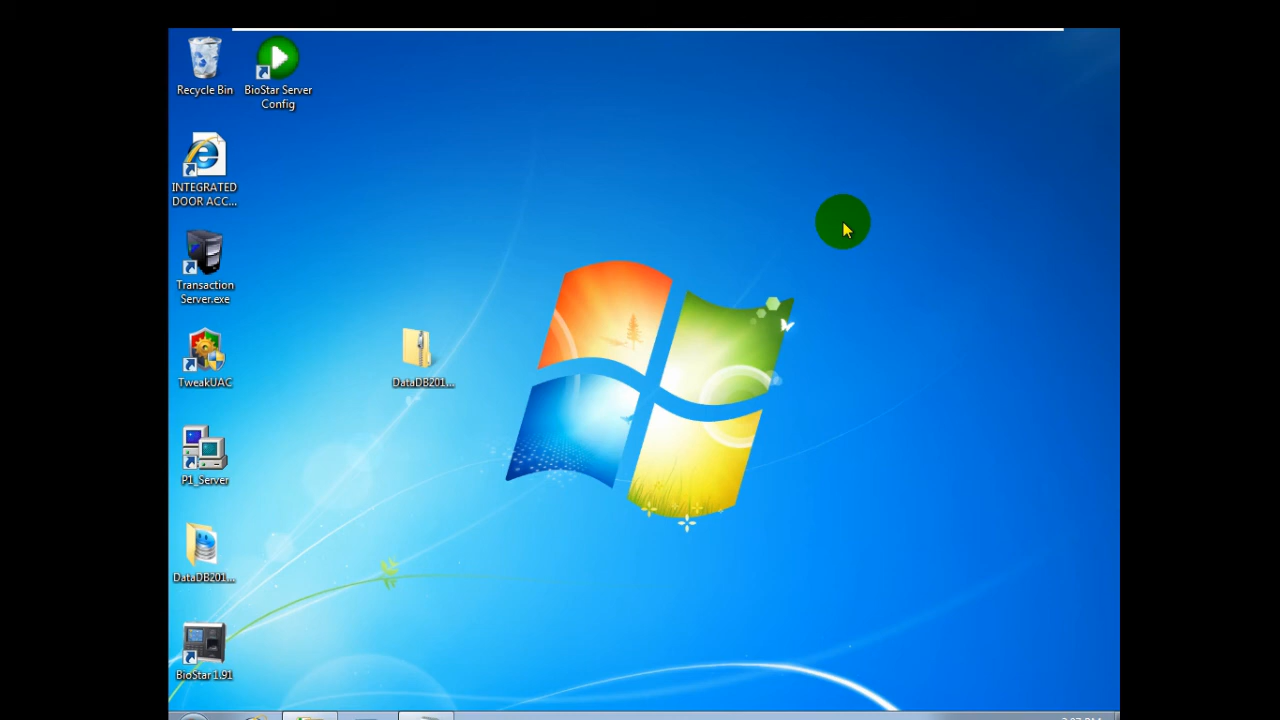 Recycle Bin
BioStar Server
Config
INTEGRATED
DOOR ACC...
Transaction
Server.exe
TweakUAC
DataDB201...
P1_Server
DataDB201...
BioStar 1.91